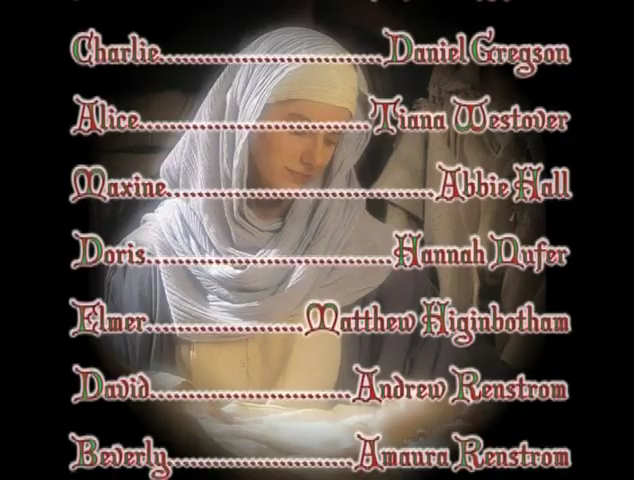 Charlie..............................Daniel Gregson
Alice................................Tiana Westover
Maxine.....................................Abbie Hall
Doris...................................Hannah Dufer
Elmer......................Matthew Higinbotham
David...........................Andrew Renstrom
Beverly.........................Amaura Renstrom